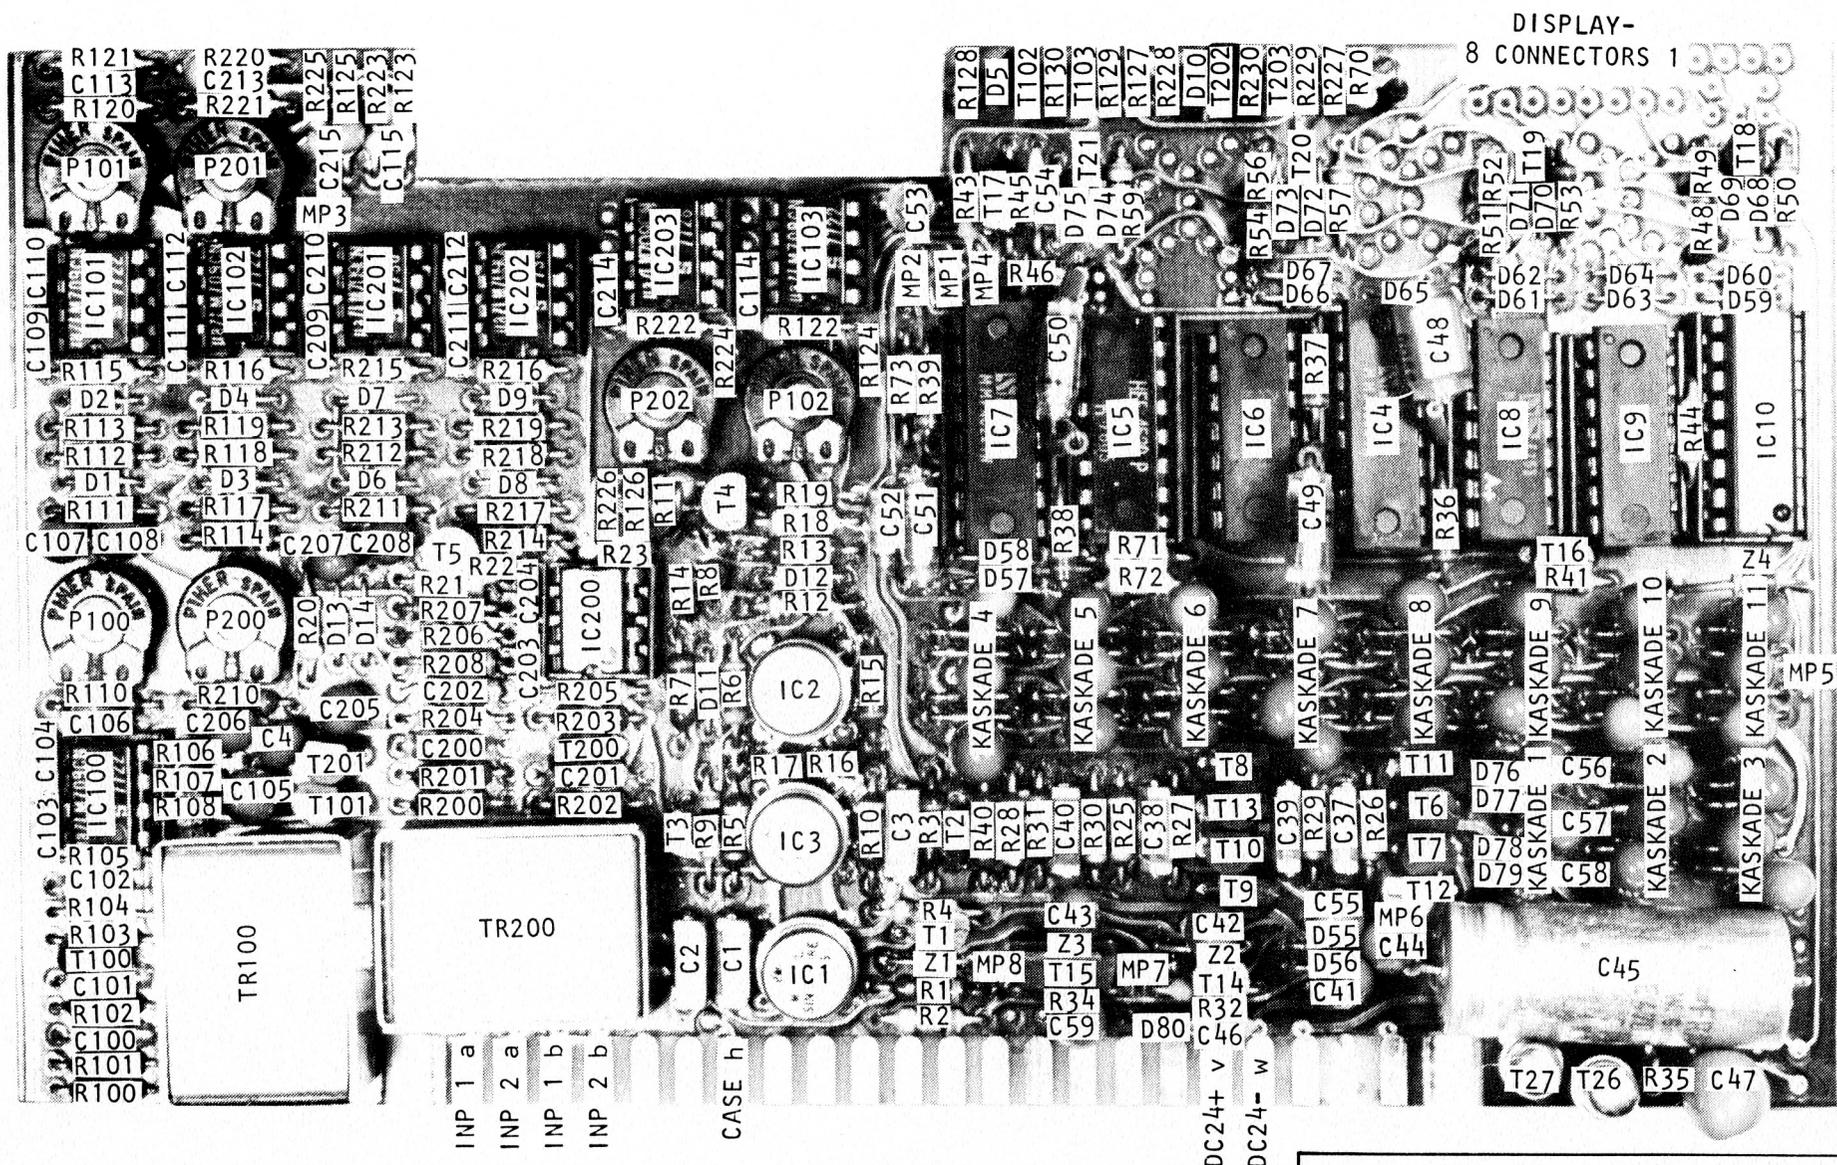 DISPLAY-
8 CONNECTORS 1
R121
C113
R120
R220
C213
R221
R225
R125
R223
R123
P101
P201
C215
C115
MP3
PIHER SPAIN
PIHER SPAIN
R128
D5
T102
R130
T103
R129
R127
R228
D10
T202
R230
T203
R229
R227
R70
C53
R43
T17
R45
C54
D75
T21
D74
R59
R54
R56
D73
T20
D72
R57
R51
R52
D71
T19
D70
R53
R48
R49
D69
T18
D68
R50
C109
C110
IC101
C111
C112
IC102
C209
C210
IC201
C211
C212
IC202
C214
IC203
C114
IC103
MP2
MP1
MP4
R46
D67
D66
D65
D62
D61
D64
D63
D60
D59
R222
R122
R224
R124
R115
R116
R215
R216
D2
D4
D7
D9
R113
R119
R213
R219
R112
R118
R212
R218
D1
D3
D6
D8
R111
R117
R211
R217
R114
R214
P202
P102
PIHER SPAIN
PIHER SPAIN
R73
R39
IC7
C50
IC5
IC6
R37
IC4
C48
IC8
IC9
R44
IC10
C107
C108
C207
C208
T5
R22
R23
R226
R126
R11
T4
R19
R18
R13
D12
R12
C52
C51
D58
D57
R38
R71
R72
C49
R36
T16
R41
Z4
P100
P200
PIHER SPAIN
PIHER SPAIN
R20
D13
D14
R21
R207
R206
R208
C202
R204
C200
R201
R200
C204
C203
IC200
R14
R8
R7
D11
R6
IC2
R15
KASKADE 4
KASKADE 5
KASKADE 6
KASKADE 7
KASKADE 8
KASKADE 9
KASKADE 10
KASKADE 11
MP5
R110
R210
C106
C206
C205
C4
R205
R203
T200
C201
R202
C103
C104
IC100
R106
R107
R108
C105
T201
T101
R17
R16
T3
R9
R5
IC3
R10
C3
R3
T2
R40
R28
R31
C40
R30
R25
C38
R27
T8
T13
T10
T9
C39
R29
C37
R26
T11
T6
T7
T12
D76
D77
D78
D79
KASKADE 1
C56
C57
C58
KASKADE 2
KASKADE 3
R105
C102
R104
R103
T100
C101
R102
C100
R101
R100
TR100
TR200
C2
C1
IC1
R4
T1
Z1
R1
R2
MP8
C43
Z3
T15
R34
C59
MP7
D80
C42
Z2
T14
R32
C46
C55
D55
D56
C41
MP6
C44
C45
T27
T26
R35
C47
INP 1 a
INP 2 a
INP 1 b
INP 2 b
CASE h
DC24+ v
DC24- w